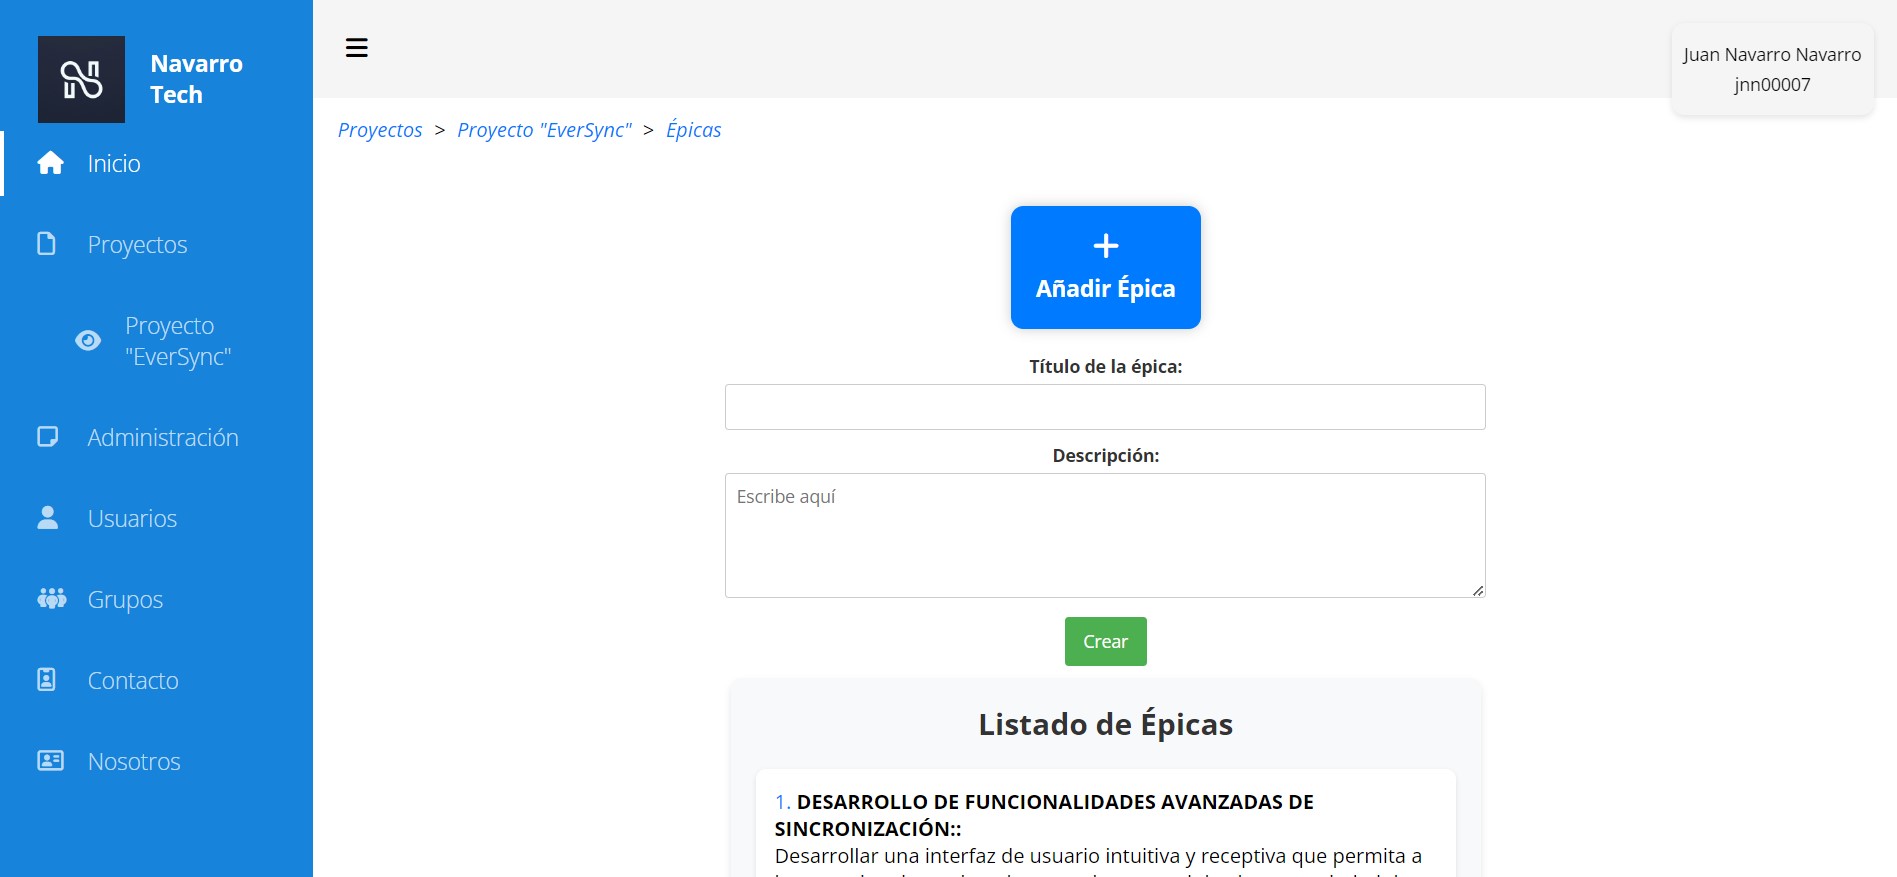 Navarro
Tech
Inicio
Proyectos
Proyecto
"EverSync"
Administración
Usuarios
Grupos
Contacto
Nosotros
Juan Navarro Navarro
jnn00007
Proyectos > Proyecto "EverSync" > Épicas
Añadir Épica
Título de la épica:
Descripción:
Escribe aquí
Crear
Listado de Épicas
1. DESARROLLO DE FUNCIONALIDADES AVANZADAS DE
SINCRONIZACIÓN::
Desarrollar una interfaz de usuario intuitiva y receptiva que permita a